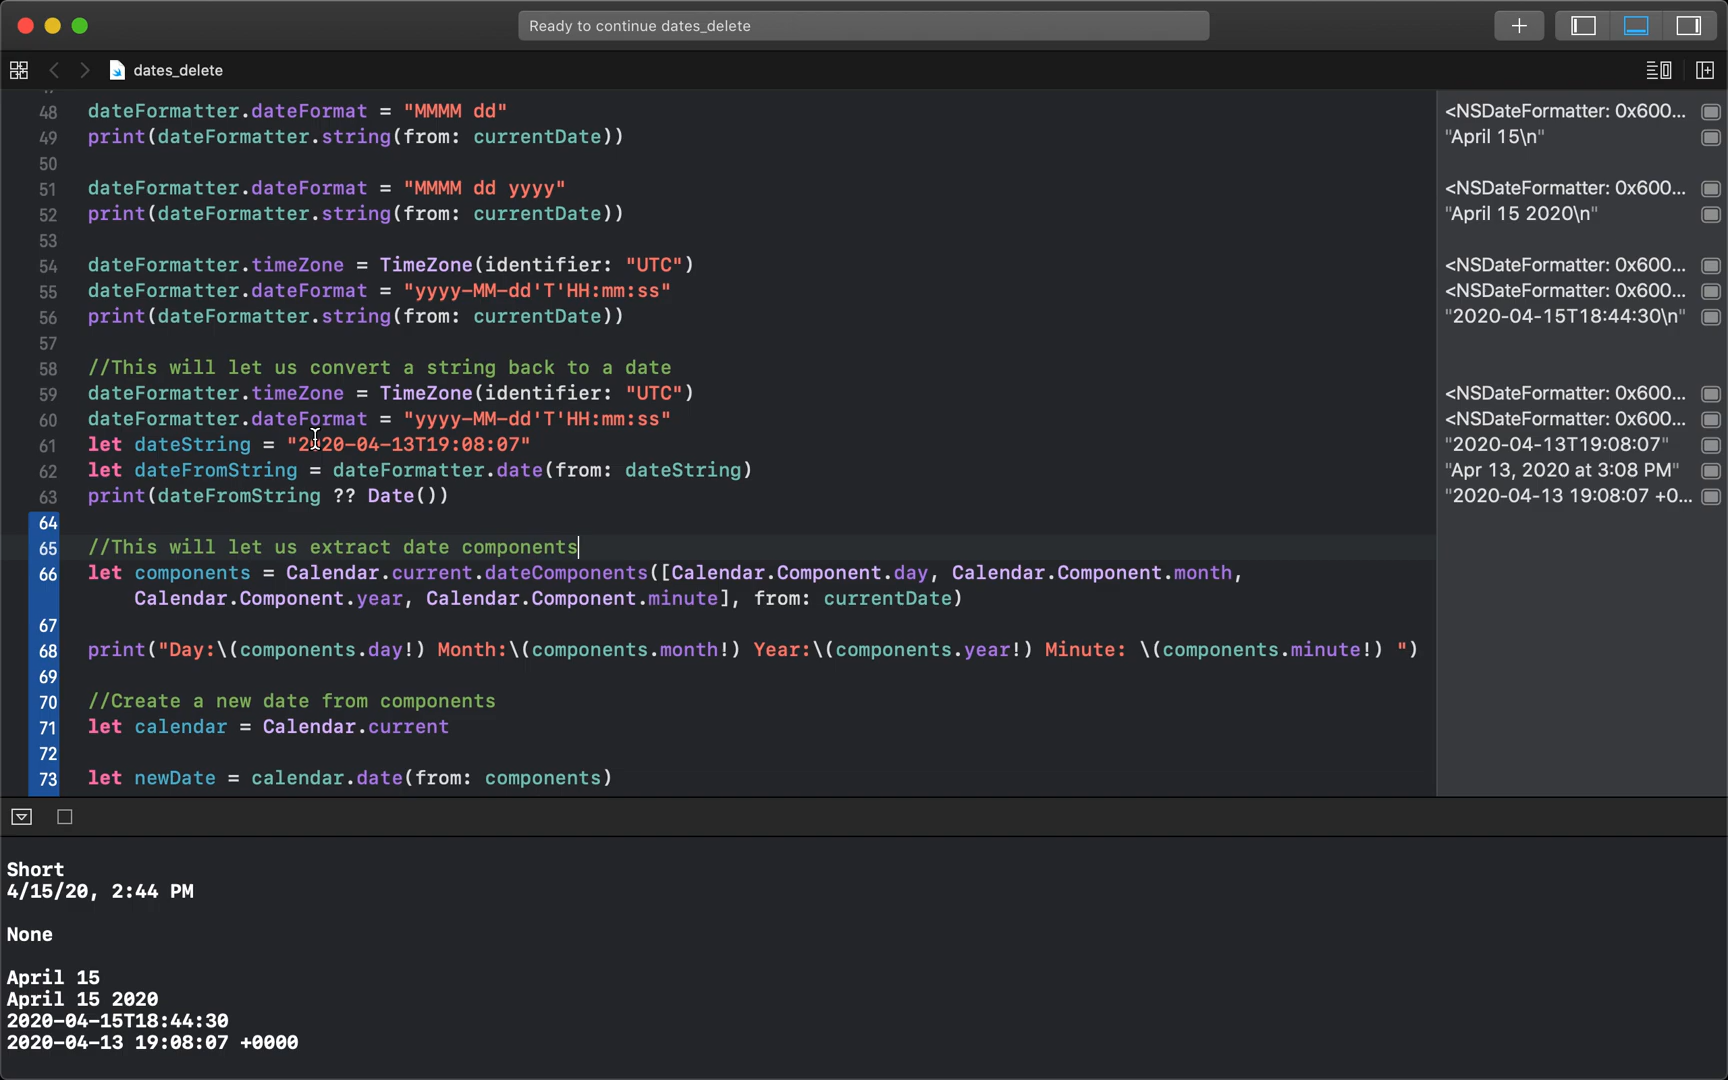 Ready to continue dates_delete
dates_delete
48 dateFormatter.dateFormat = "MMMM dd" <NSDateFormatter: 0x600...
49 print(dateFormatter.string(from: currentDate)) "April 15\n"
50
51 dateFormatter.dateFormat = "MMMM dd yyyy" <NSDateFormatter: 0x600...
52 print(dateFormatter.string(from: currentDate)) "April 15 2020\n"
53
54 dateFormatter.timeZone = TimeZone(identifier: "UTC") <NSDateFormatter: 0x600...
55 dateFormatter.dateFormat = "yyyy-MM-dd'T'HH:mm:ss" <NSDateFormatter: 0x600...
56 print(dateFormatter.string(from: currentDate)) "2020-04-15T18:44:30\n"
57
58 //This will let us convert a string back to a date
59 dateFormatter.timeZone = TimeZone(identifier: "UTC") <NSDateFormatter: 0x600...
60 dateFormatter.dateFormat = "yyyy-MM-dd'T'HH:mm:ss" <NSDateFormatter: 0x600...
61 let dateString = "2020-04-13T19:08:07" "2020-04-13T19:08:07"
62 let dateFromString = dateFormatter.date(from: dateString) "Apr 13, 2020 at 3:08 PM"
63 print(dateFromString ?? Date()) "2020-04-13 19:08:07 +0...
64
65 //This will let us extract date components
66 let components = Calendar.current.dateComponents([Calendar.Component.day, Calendar.Component.month,
Calendar.Component.year, Calendar.Component.minute], from: currentDate)
67
68 print("Day:\(components.day!) Month:\(components.month!) Year:\(components.year!) Minute: \(components.minute!) ")
69
70 //Create a new date from components
71 let calendar = Calendar.current
72
73 let newDate = calendar.date(from: components)
Short
4/15/20, 2:44 PM
None
April 15
April 15 2020
2020-04-15T18:44:30
2020-04-13 19:08:07 +0000